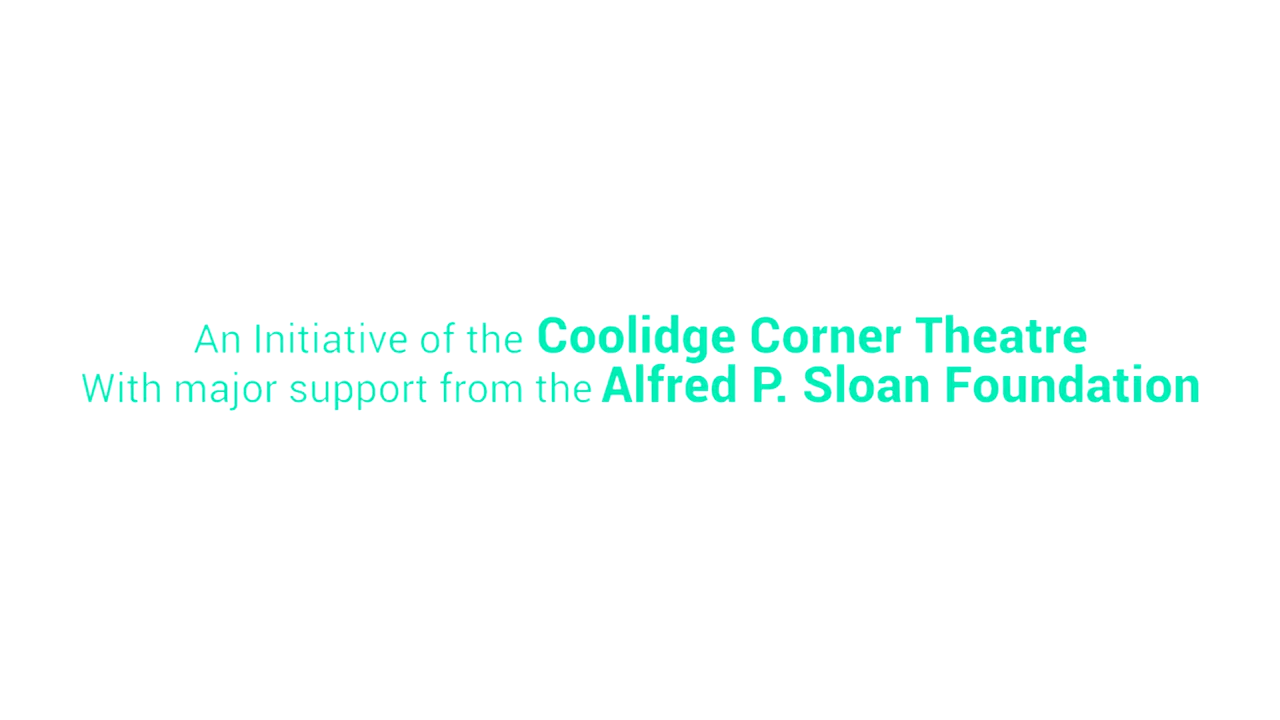 An Initiative of the Coolidge Corner Theatre
With major support from the Alfred P. Sloan Foundation